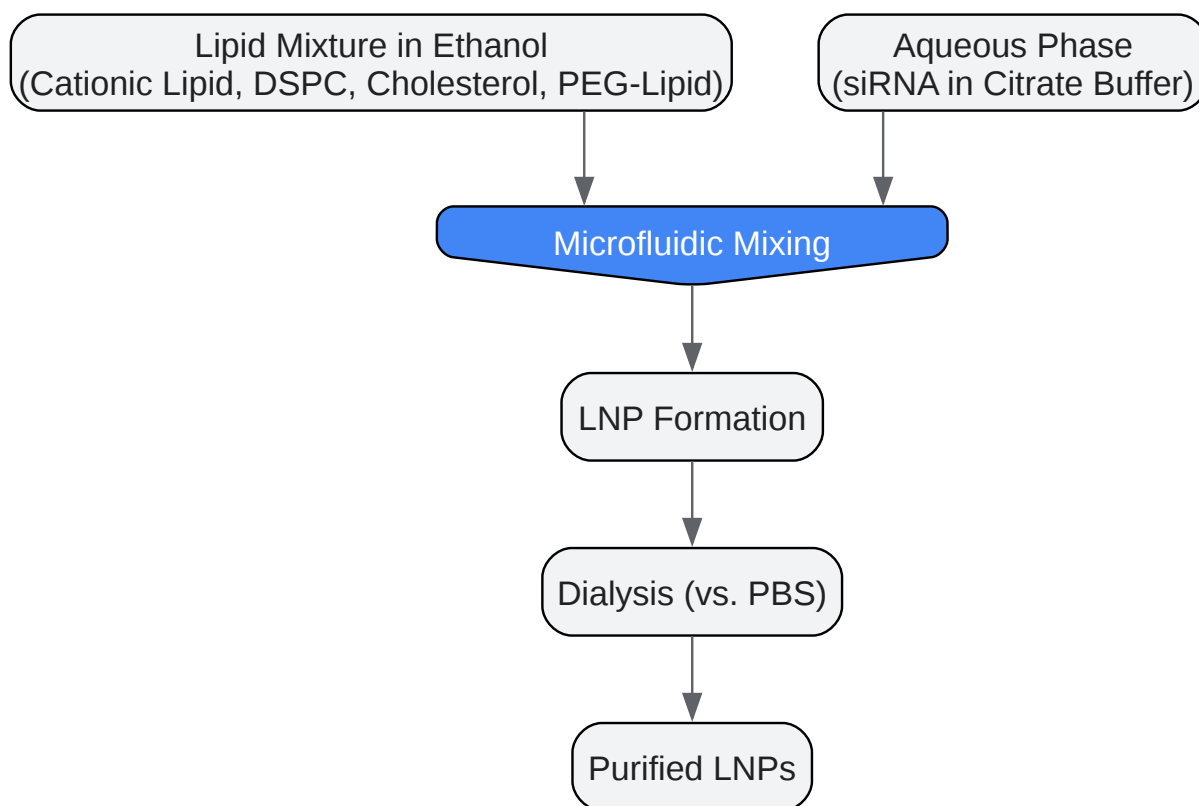 Lipid Mixture in Ethanol
(Cationic Lipid, DSPC, Cholesterol, PEG-Lipid)
Aqueous Phase
(siRNA in Citrate Buffer)
Microfluidic Mixing
LNP Formation
Dialysis (vs. PBS)
Purified LNPs